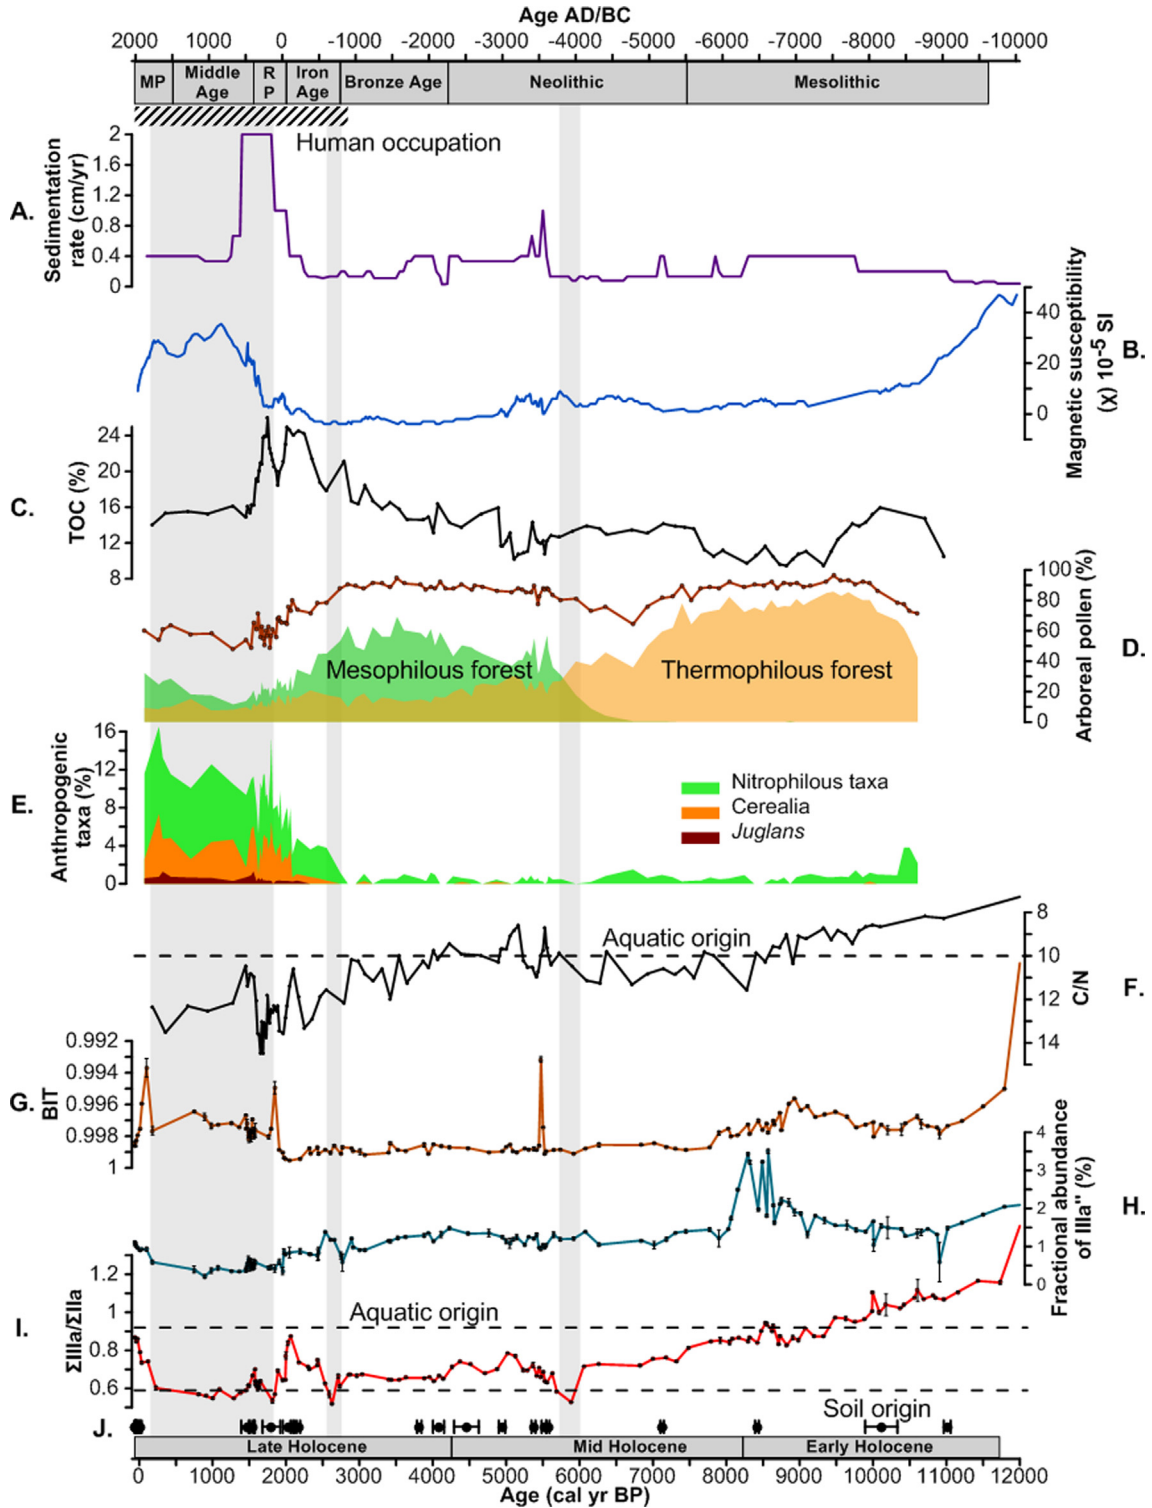 Age AD/BC
2000 1000 0 -1000 -2000 -3000 -4000 -5000 -6000 -7000 -8000 -9000 -10000
MP Middle Age R P Iron Age Bronze Age Neolithic Mesolithic
Human occupation
A.
Sedimentation
rate (cm/yr)
2
1.6
1.2
0.8
0.4
0
B.
Magnetic susceptibility
(χ) 10-5 SI
40
20
0
C.
TOC (%)
24
20
16
12
8
D.
Arboreal pollen (%)
100
80
60
40
20
0
Mesophilous forest
Thermophilous forest
E.
Anthropogenic
taxa (%)
16
12
8
4
0
Nitrophilous taxa
Cerealia
Juglans
F.
C/N
8
10
12
14
Aquatic origin
G.
BIT
0.992
0.994
0.996
0.998
1
H.
Fractional abundance
of IIIa" (%)
4
3
2
1
0
I.
ΣIIIa/ΣIIa
1.2
1
0.8
0.6
Aquatic origin
Soil origin
J.
Late Holocene Mid Holocene Early Holocene
0 1000 2000 3000 4000 5000 6000 7000 8000 9000 10000 11000 12000
Age (cal yr BP)